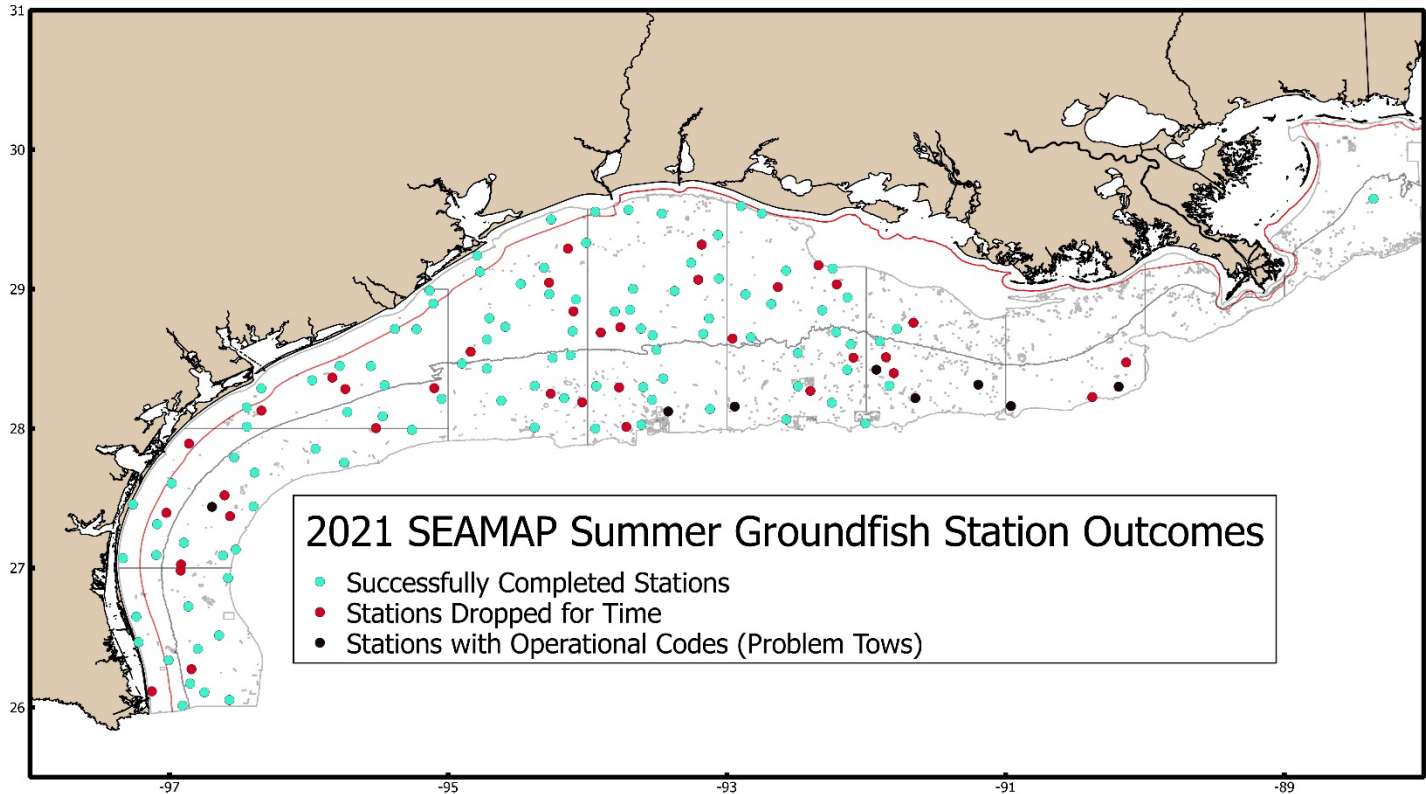 31
30
29
28
27
26
2021 SEAMAP Summer Groundfish Station Outcomes
Successfully Completed Stations
Stations Dropped for Time
Stations with Operational Codes (Problem Tows)
-97 -95 -93 -91 -89